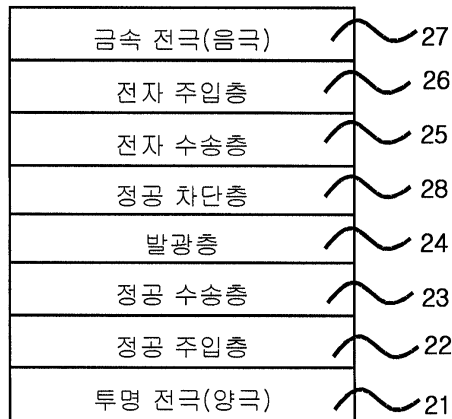 금속 전극(음극) 27
전자 주입층 26
전자 수송층 25
정공 차단층 28
발광층 24
정공 수송층 23
정공 주입층 22
투명 전극(양극) 21